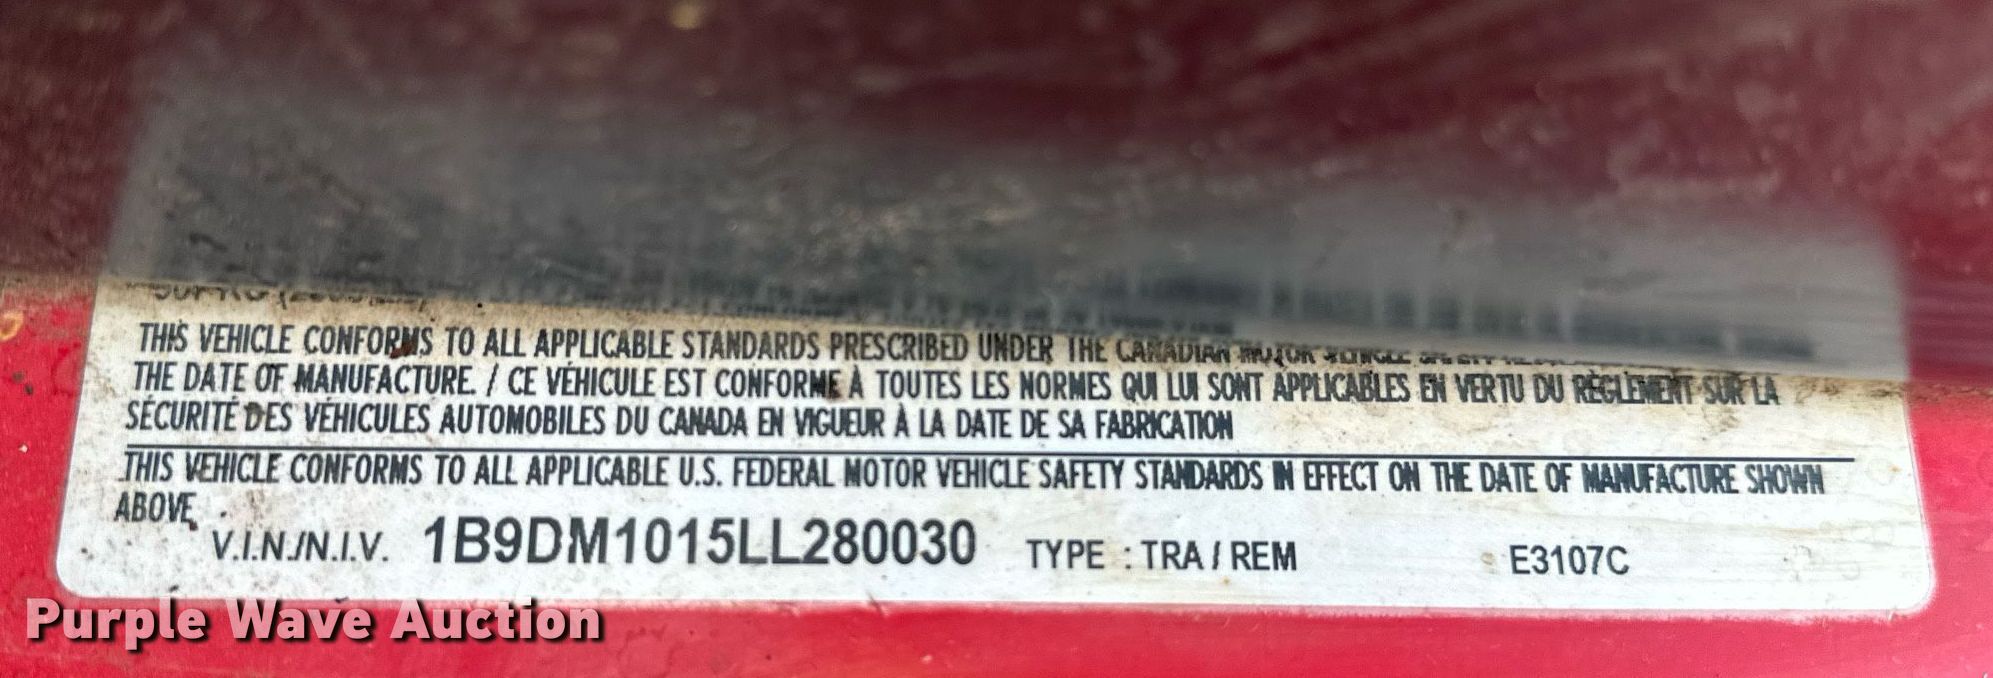 THIS VEHICLE CONFORMS TO ALL APPLICABLE STANDARDS PRESCRIBED UNDER THE CANADIAN MOTOR VEHICLE
THE DATE OF MANUFACTURE. / CE VÉHICULE EST CONFORME À TOUTES LES NORMES QUI LUI SONT APPLICABLES EN VERTU DU RÈGLEMENT SUR LA
SÉCURITÉ DES VÉHICULES AUTOMOBILES DU CANADA EN VIGUEUR À LA DATE DE SA FABRICATION
THIS VEHICLE CONFORMS TO ALL APPLICABLE U.S. FEDERAL MOTOR VEHICLE SAFETY STANDARDS IN EFFECT ON THE DATE OF MANUFACTURE SHOWN
ABOVE
V.I.N./N.I.V. 1B9DM1015LL280030 TYPE : TRA / REM E3107C
Purple Wave Auction